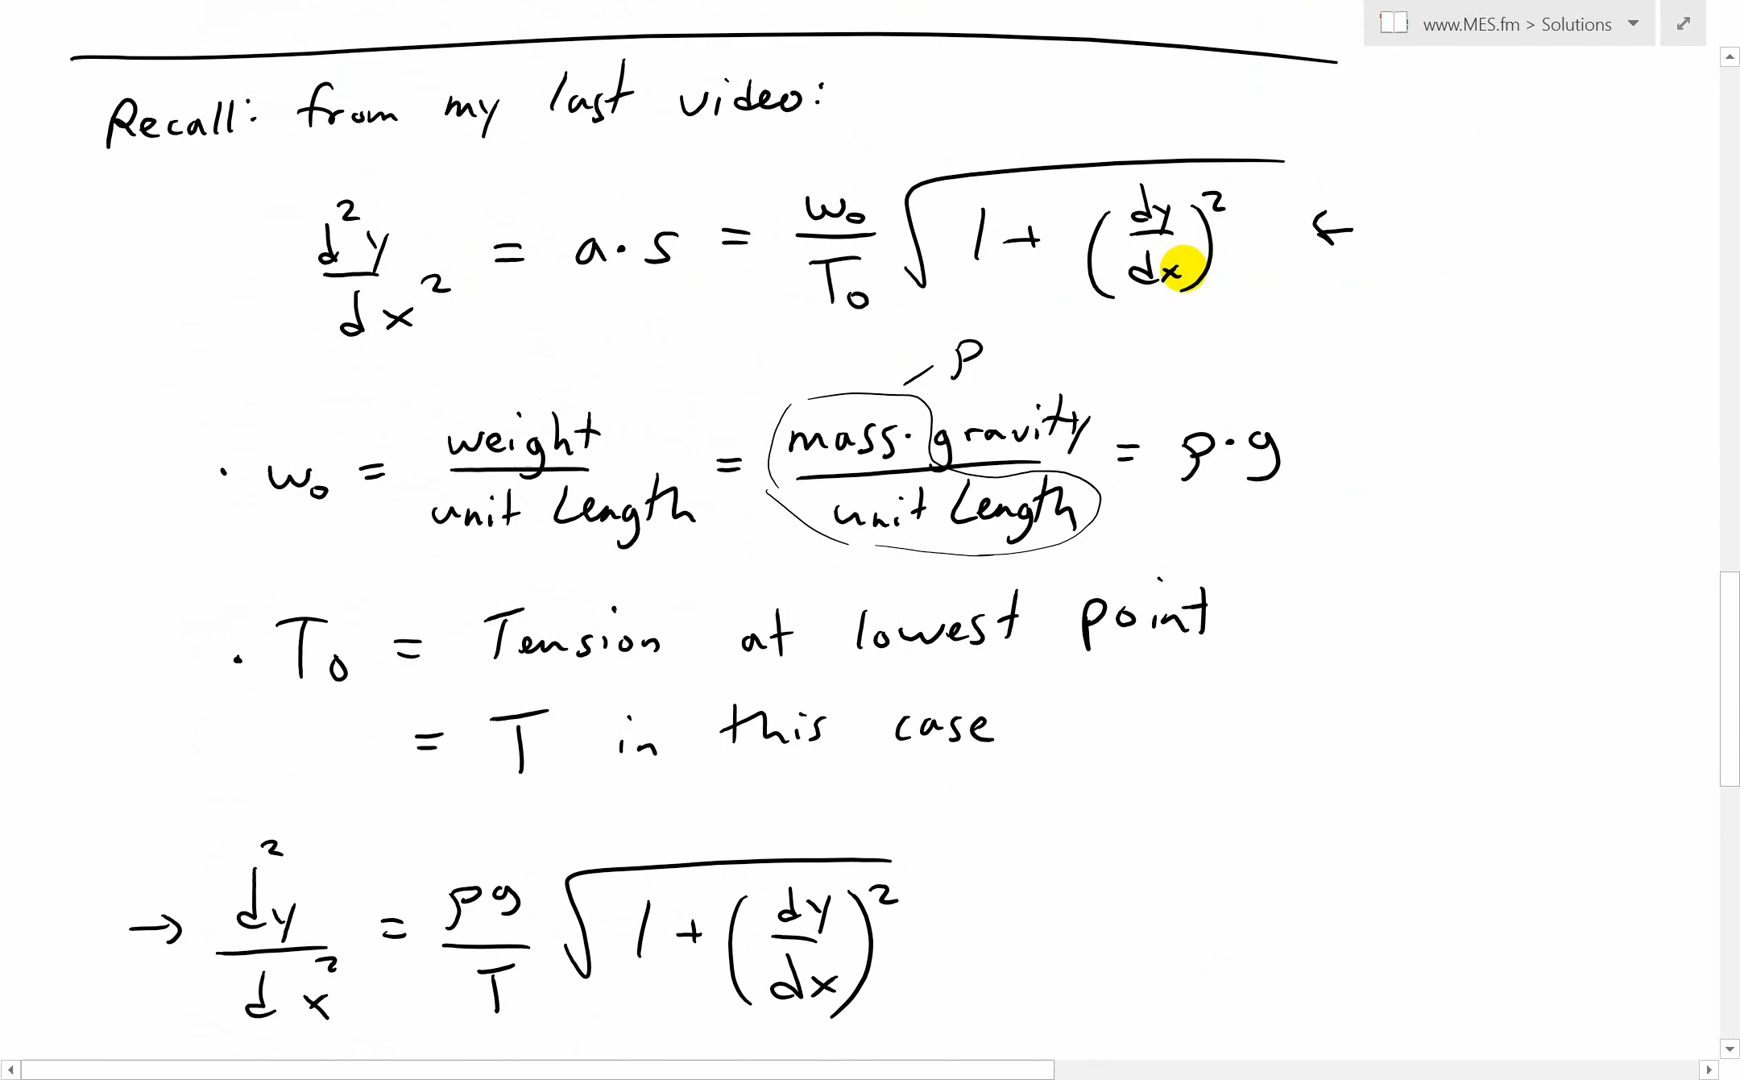 www.MES.fm > Solutions
Recall: from my last video:
d²y/dx² = a·s = w₀/T₀ √(1 + (dy/dx)²) ←
ρ
· w₀ = weight/unit Length = mass·gravity/unit Length = ρ·g
· T₀ = Tension at lowest point
= T in this case
→ d²y/dx² = ρg/T √(1 + (dy/dx)²)